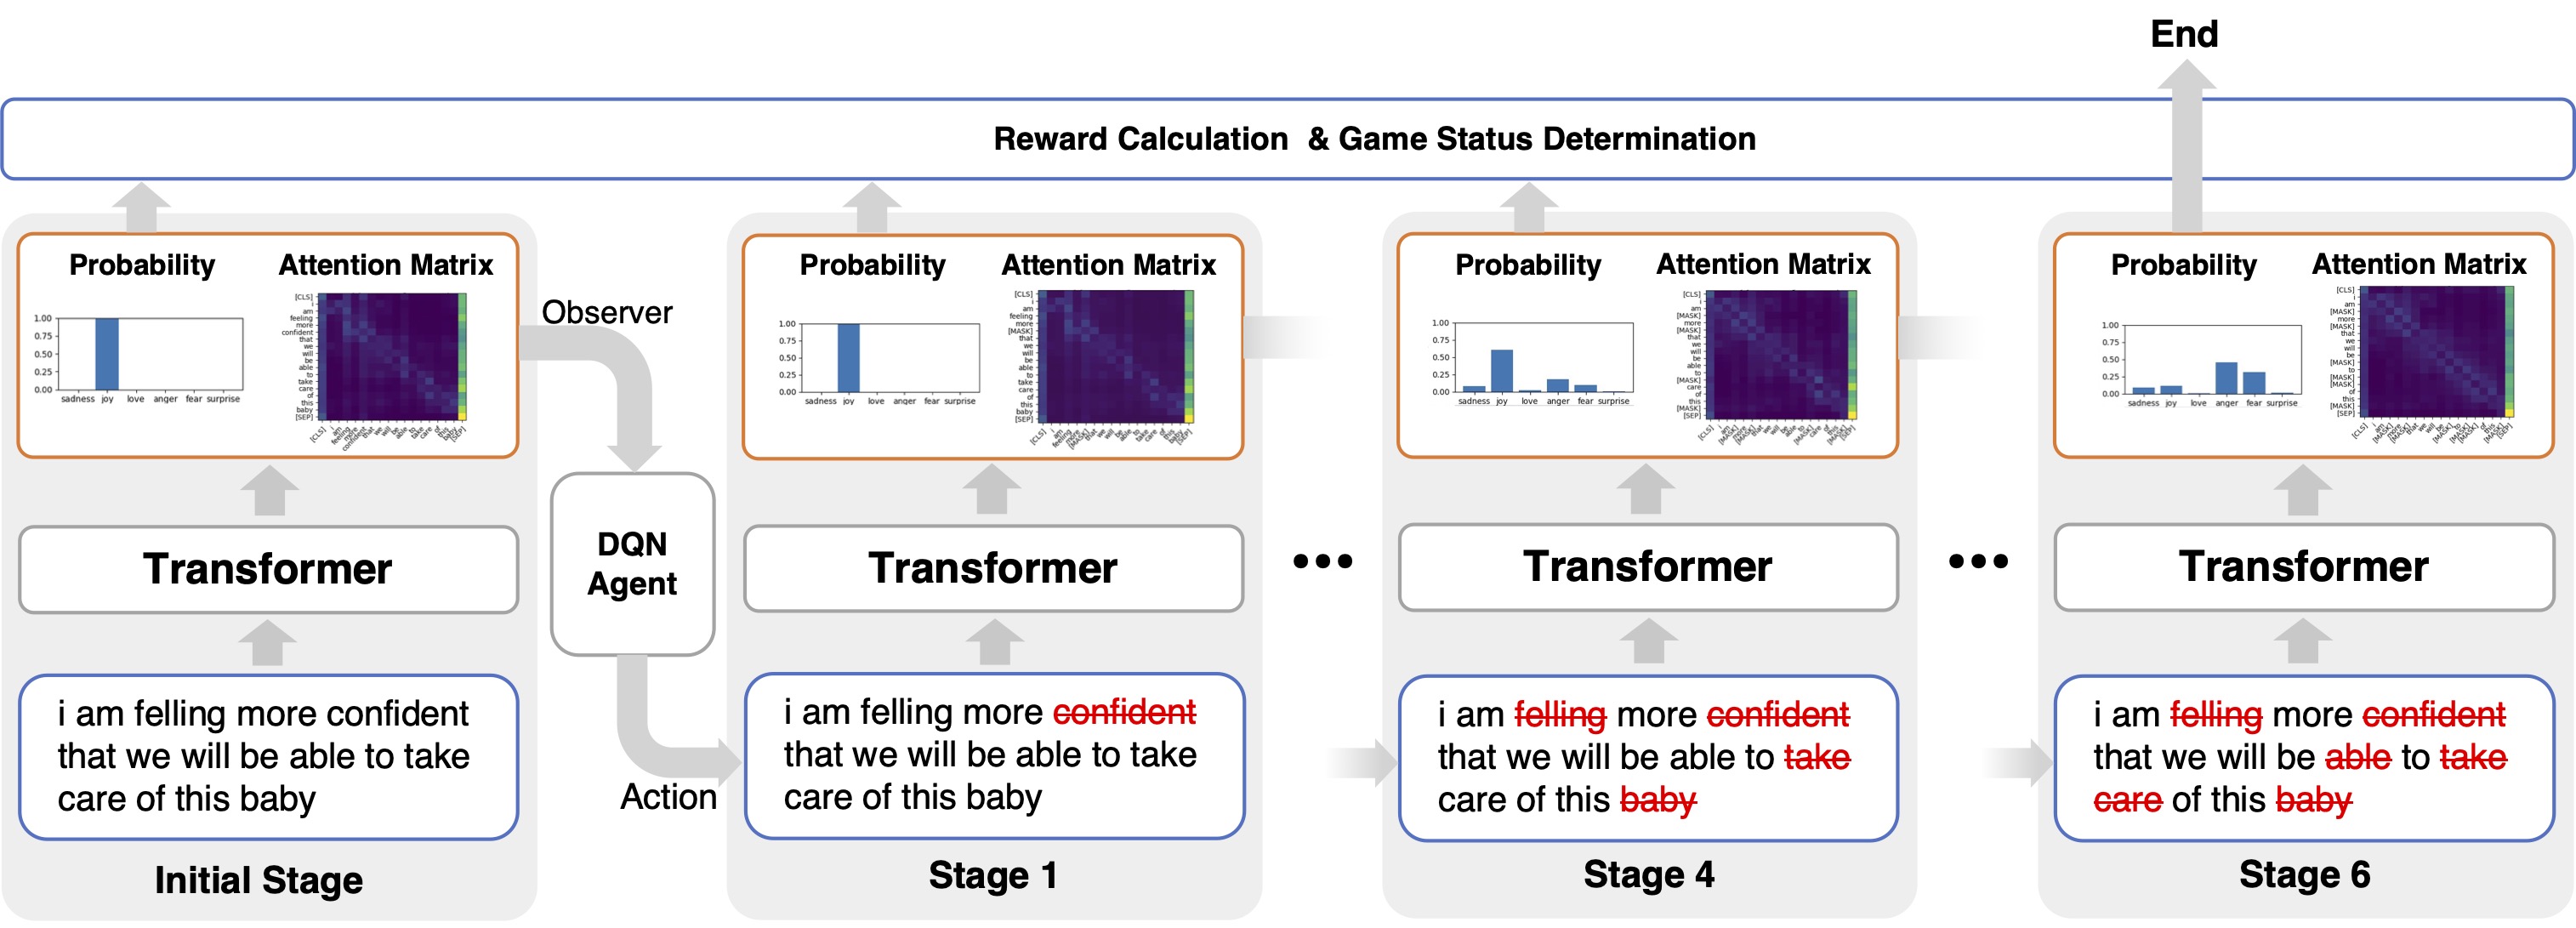 End
Reward Calculation & Game Status Determination
Probability
Attention Matrix
1.00
0.75
0.50
0.25
0.00
sadness joy love anger fear surprise
[CLS]
i
am
feeling
more
confident
that
we
will
be
able
to
take
care
of
this
baby
[SEP]
Observer
DQN
Agent
Action
Transformer
i am felling more confident
that we will be able to take
care of this baby
Initial Stage
Probability
Attention Matrix
1.00
0.75
0.50
0.25
0.00
sadness joy love anger fear surprise
[CLS]
i
am
feeling
more
[MASK]
that
we
will
be
able
to
take
care
of
this
baby
[SEP]
Transformer
i am felling more confident
that we will be able to take
care of this baby
Stage 1
•••
Probability
Attention Matrix
1.00
0.75
0.50
0.25
0.00
sadness joy love anger fear surprise
[CLS]
i
am
[MASK]
more
[MASK]
that
we
will
be
able
to
[MASK]
care
of
this
[MASK]
[SEP]
Transformer
i am felling more confident
that we will be able to take
care of this baby
Stage 4
•••
Probability
Attention Matrix
1.00
0.75
0.50
0.25
0.00
sadness joy love anger fear surprise
[CLS]
i
am
[MASK]
more
[MASK]
that
we
will
be
[MASK]
to
[MASK]
[MASK]
of
this
[MASK]
[SEP]
Transformer
i am felling more confident
that we will be able to take
care of this baby
Stage 6